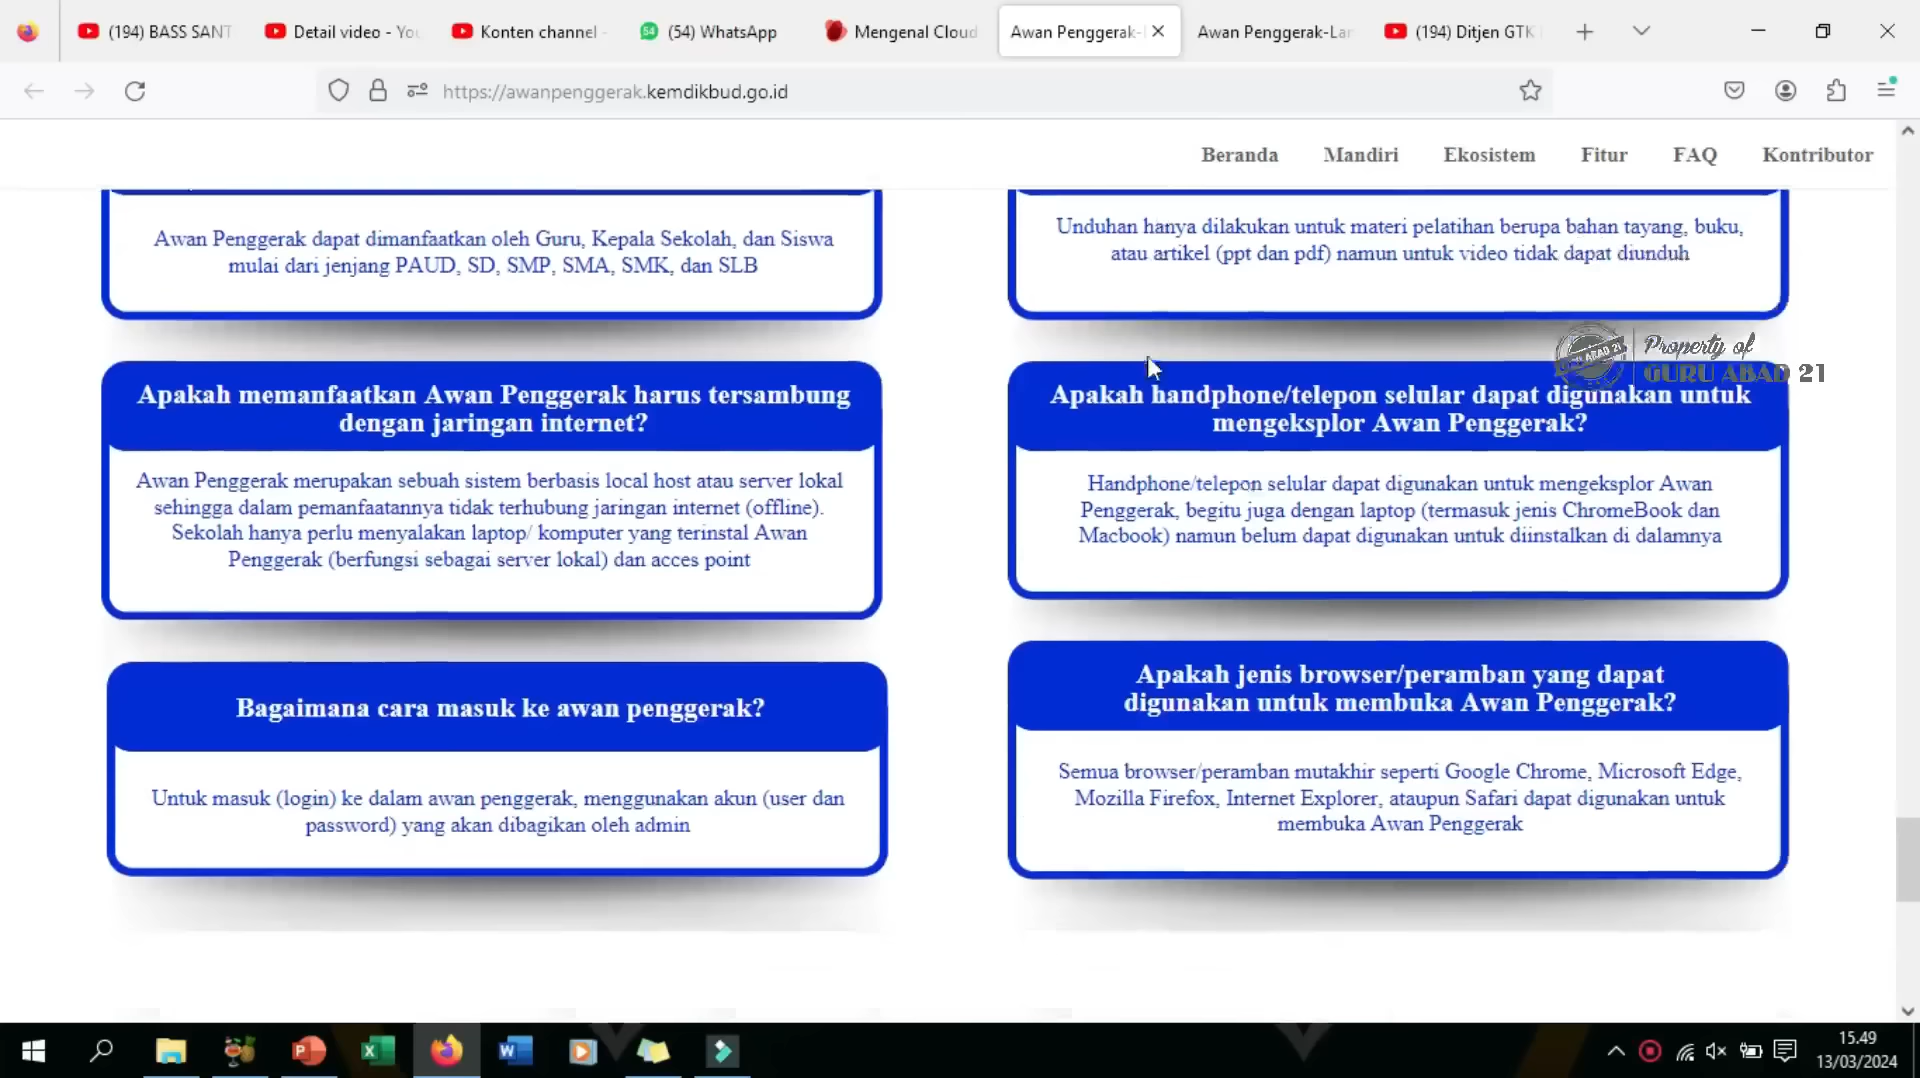 (194) BASS SANT
Detail video - You
Konten channel -
(54) WhatsApp
Mengenal Cloud
Awan Penggerak-
Awan Penggerak-Lan
(194) Ditjen GTK
https://awanpenggerak.kemdikbud.go.id
Beranda
Mandiri
Ekosistem
Fitur
FAQ
Kontributor
Awan Penggerak dapat dimanfaatkan oleh Guru, Kepala Sekolah, dan Siswa
mulai dari jenjang PAUD, SD, SMP, SMA, SMK, dan SLB
Unduhan hanya dilakukan untuk materi pelatihan berupa bahan tayang, buku,
atau artikel (ppt dan pdf) namun untuk video tidak dapat diunduh
ABAD 21
Property of
GURU ABAD 21
Apakah memanfaatkan Awan Penggerak harus tersambung
dengan jaringan internet?
Awan Penggerak merupakan sebuah sistem berbasis local host atau server lokal
sehingga dalam pemanfaatannya tidak terhubung jaringan internet (offline).
Sekolah hanya perlu menyalakan laptop/ komputer yang terinstal Awan
Penggerak (berfungsi sebagai server lokal) dan acces point
Apakah handphone/telepon selular dapat digunakan untuk
mengeksplor Awan Penggerak?
Handphone/telepon selular dapat digunakan untuk mengeksplor Awan
Penggerak, begitu juga dengan laptop (termasuk jenis ChromeBook dan
Macbook) namun belum dapat digunakan untuk diinstalkan di dalamnya
Bagaimana cara masuk ke awan penggerak?
Untuk masuk (login) ke dalam awan penggerak, menggunakan akun (user dan
password) yang akan dibagikan oleh admin
Apakah jenis browser/peramban yang dapat
digunakan untuk membuka Awan Penggerak?
Semua browser/peramban mutakhir seperti Google Chrome, Microsoft Edge,
Mozilla Firefox, Internet Explorer, ataupun Safari dapat digunakan untuk
membuka Awan Penggerak
15.49
13/03/2024